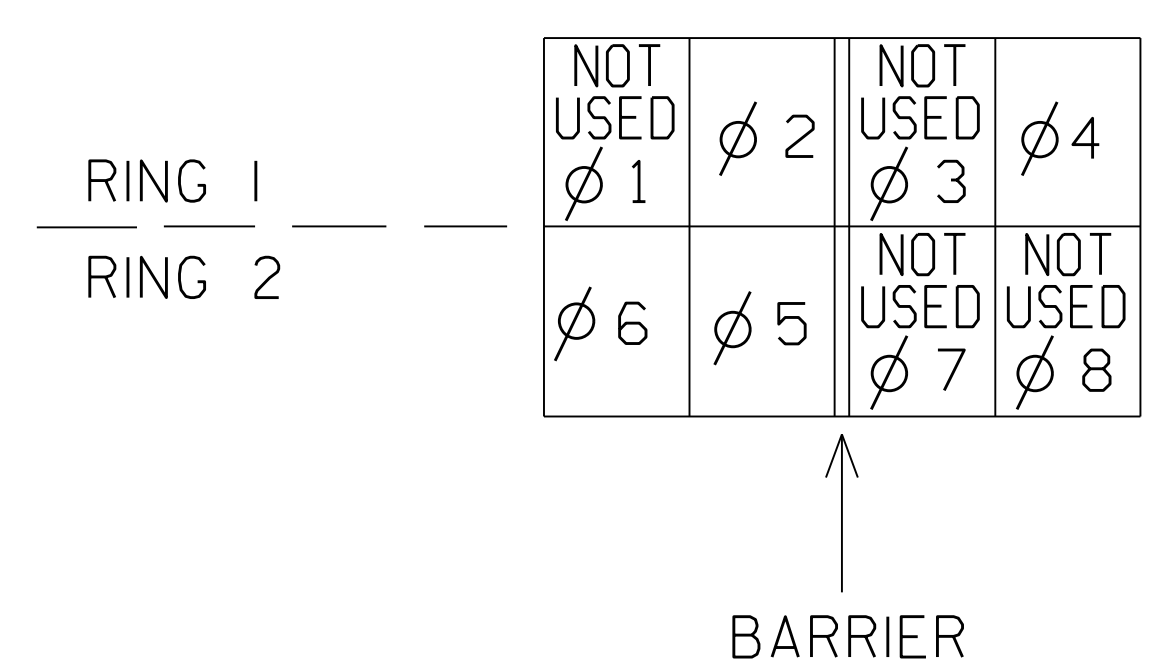 NOT
USED
Ø 1
Ø 2
NOT
USED
Ø 3
Ø 4
RING 1
RING 2
Ø 6
Ø 5
NOT
USED
Ø 7
NOT
USED
Ø 8
BARRIER